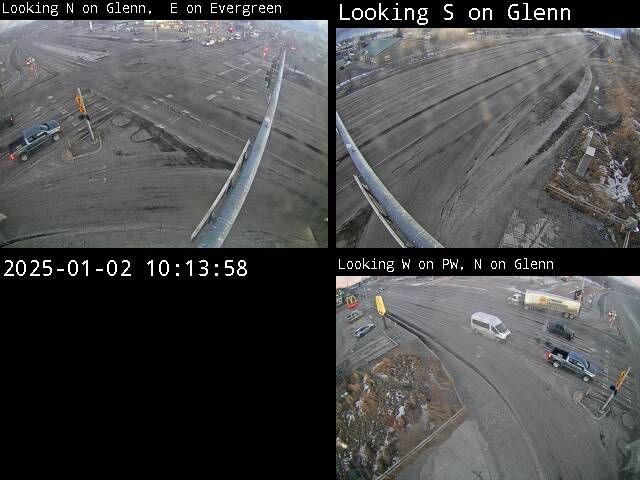 Looking N on Glenn,  E on Evergreen
Looking S on Glenn
2025-01-02 10:13:58
Looking W on PW, N on Glenn